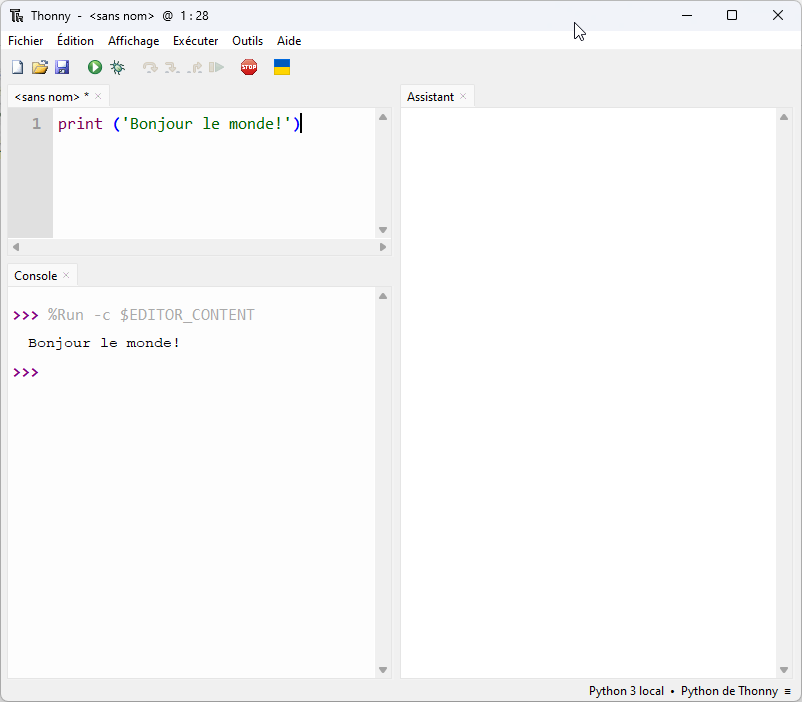 Thonny - <sans nom> @ 1 : 28
Fichier Édition Affichage Exécuter Outils Aide
STOP
<sans nom> * ×
1 print ('Bonjour le monde!')
Console ×
>>> %Run -c $EDITOR_CONTENT
Bonjour le monde!
>>>
Assistant ×
Python 3 local • Python de Thonny ≡